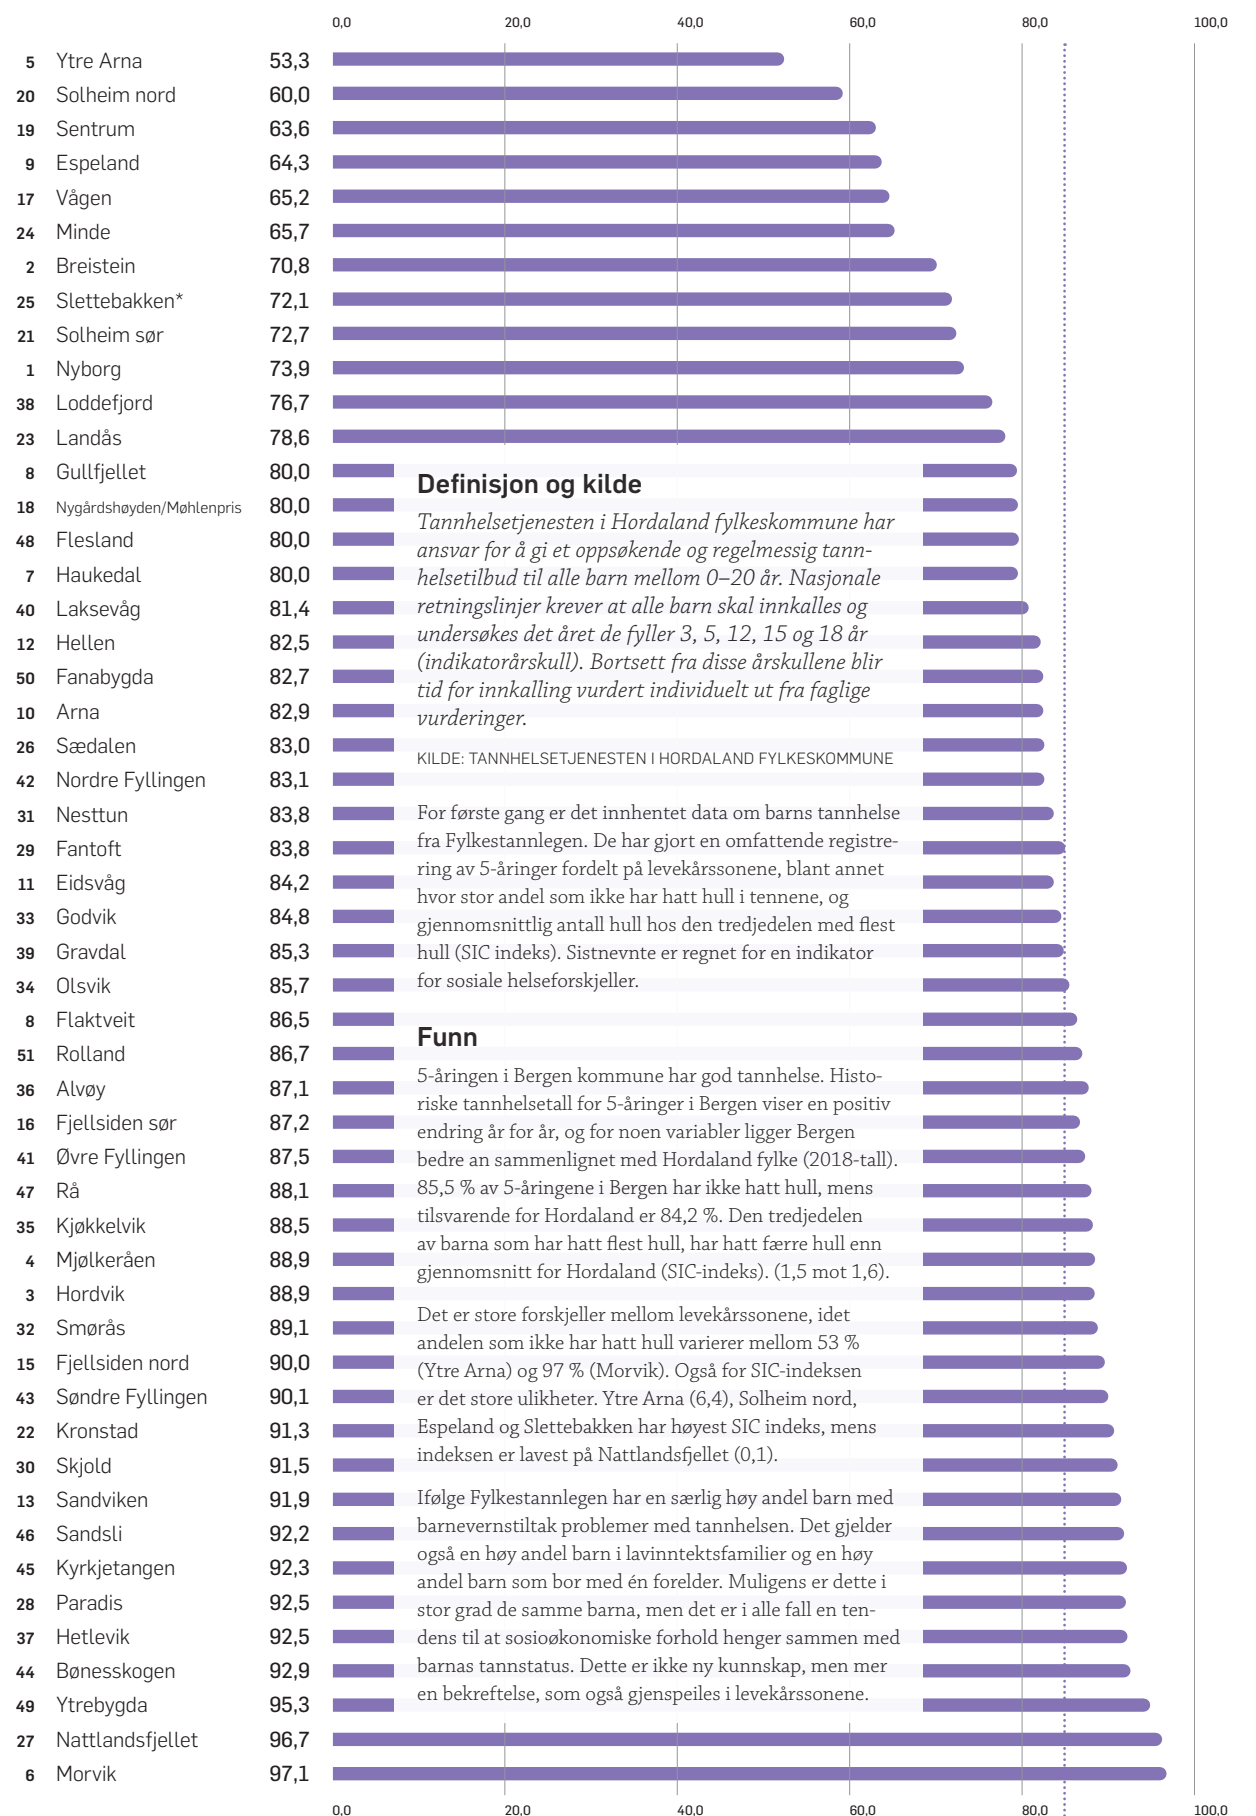 0,0 20,0 40,0 60,0 80,0 100,0
5 Ytre Arna 53,3
20 Solheim nord 60,0
19 Sentrum 63,6
9 Espeland 64,3
17 Vågen 65,2
24 Minde 65,7
2 Breistein 70,8
25 Slettebakken* 72,1
21 Solheim sør 72,7
1 Nyborg 73,9
38 Loddefjord 76,7
23 Landås 78,6
8 Gullfjellet 80,0
18 Nygårdshøyden/Møhlenpris 80,0
48 Flesland 80,0
7 Haukedal 80,0
40 Laksevåg 81,4
12 Hellen 82,5
50 Fanabygda 82,7
10 Arna 82,9
26 Sædalen 83,0
42 Nordre Fyllingen 83,1
31 Nesttun 83,8
29 Fantoft 83,8
11 Eidsvåg 84,2
33 Godvik 84,8
39 Gravdal 85,3
34 Olsvik 85,7
8 Flaktveit 86,5
51 Rolland 86,7
36 Alvøy 87,1
16 Fjellsiden sør 87,2
41 Øvre Fyllingen 87,5
47 Rå 88,1
35 Kjøkkelvik 88,5
4 Mjølkeråen 88,9
3 Hordvik 88,9
32 Smørås 89,1
15 Fjellsiden nord 90,0
43 Søndre Fyllingen 90,1
22 Kronstad 91,3
30 Skjold 91,5
13 Sandviken 91,9
46 Sandsli 92,2
45 Kyrkjetangen 92,3
28 Paradis 92,5
37 Hetlevik 92,5
44 Bønesskogen 92,9
49 Ytrebygda 95,3
27 Nattlandsfjellet 96,7
6 Morvik 97,1
Definisjon og kilde
Tannhelsetjenesten i Hordaland fylkeskommune har
ansvar for å gi et oppsøkende og regelmessig tann-
helsetilbud til alle barn mellom 0–20 år. Nasjonale
retningslinjer krever at alle barn skal innkalles og
undersøkes det året de fyller 3, 5, 12, 15 og 18 år
(indikatorårskull). Bortsett fra disse årskullene blir
tid for innkalling vurdert individuelt ut fra faglige
vurderinger.
KILDE: TANNHELSETJENESTEN I HORDALAND FYLKESKOMMUNE
For første gang er det innhentet data om barns tannhelse
fra Fylkestannlegen. De har gjort en omfattende registre-
ring av 5-åringer fordelt på levekårssonene, blant annet
hvor stor andel som ikke har hatt hull i tennene, og
gjennomsnittlig antall hull hos den tredjedelen med flest
hull (SIC indeks). Sistnevnte er regnet for en indikator
for sosiale helseforskjeller.
Funn
5-åringen i Bergen kommune har god tannhelse. Histo-
riske tannhelsetall for 5-åringer i Bergen viser en positiv
endring år for år, og for noen variabler ligger Bergen
bedre an sammenlignet med Hordaland fylke (2018-tall).
85,5 % av 5-åringene i Bergen har ikke hatt hull, mens
tilsvarende for Hordaland er 84,2 %. Den tredjedelen
av barna som har hatt flest hull, har hatt færre hull enn
gjennomsnitt for Hordaland (SIC-indeks). (1,5 mot 1,6).
Det er store forskjeller mellom levekårssonene, idet
andelen som ikke har hatt hull varierer mellom 53 %
(Ytre Arna) og 97 % (Morvik). Også for SIC-indeksen
er det store ulikheter. Ytre Arna (6,4), Solheim nord,
Espeland og Slettebakken har høyest SIC indeks, mens
indeksen er lavest på Nattlandsfjellet (0,1).
Ifølge Fylkestannlegen har en særlig høy andel barn med
barnevernstiltak problemer med tannhelsen. Det gjelder
også en høy andel barn i lavinntektsfamilier og en høy
andel barn som bor med én forelder. Muligens er dette i
stor grad de samme barna, men det er i alle fall en ten-
dens til at sosioøkonomiske forhold henger sammen med
barnas tannstatus. Dette er ikke ny kunnskap, men mer
en bekreftelse, som også gjenspeiles i levekårssonene.
0,0 20,0 40,0 60,0 80,0 100,0